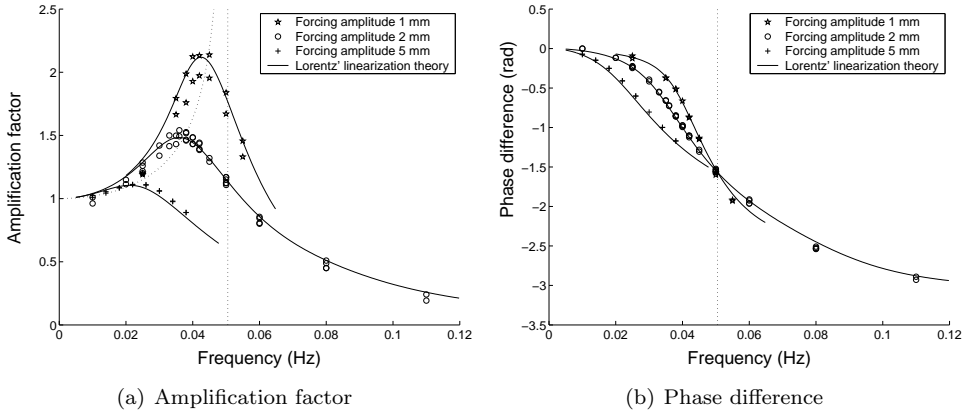 2.5
2
1.5
1
0.5
0
0
0.02
0.04
0.06
0.08
0.1
0.12
Amplification factor
Frequency (Hz)
Forcing amplitude 1 mm
Forcing amplitude 2 mm
Forcing amplitude 5 mm
Lorentz' linearization theory
(a) Amplification factor
0.5
0
−0.5
−1
−1.5
−2
−2.5
−3
−3.5
0
0.02
0.04
0.06
0.08
0.1
0.12
Phase difference (rad)
Frequency (Hz)
Forcing amplitude 1 mm
Forcing amplitude 2 mm
Forcing amplitude 5 mm
Lorentz' linearization theory
(b) Phase difference